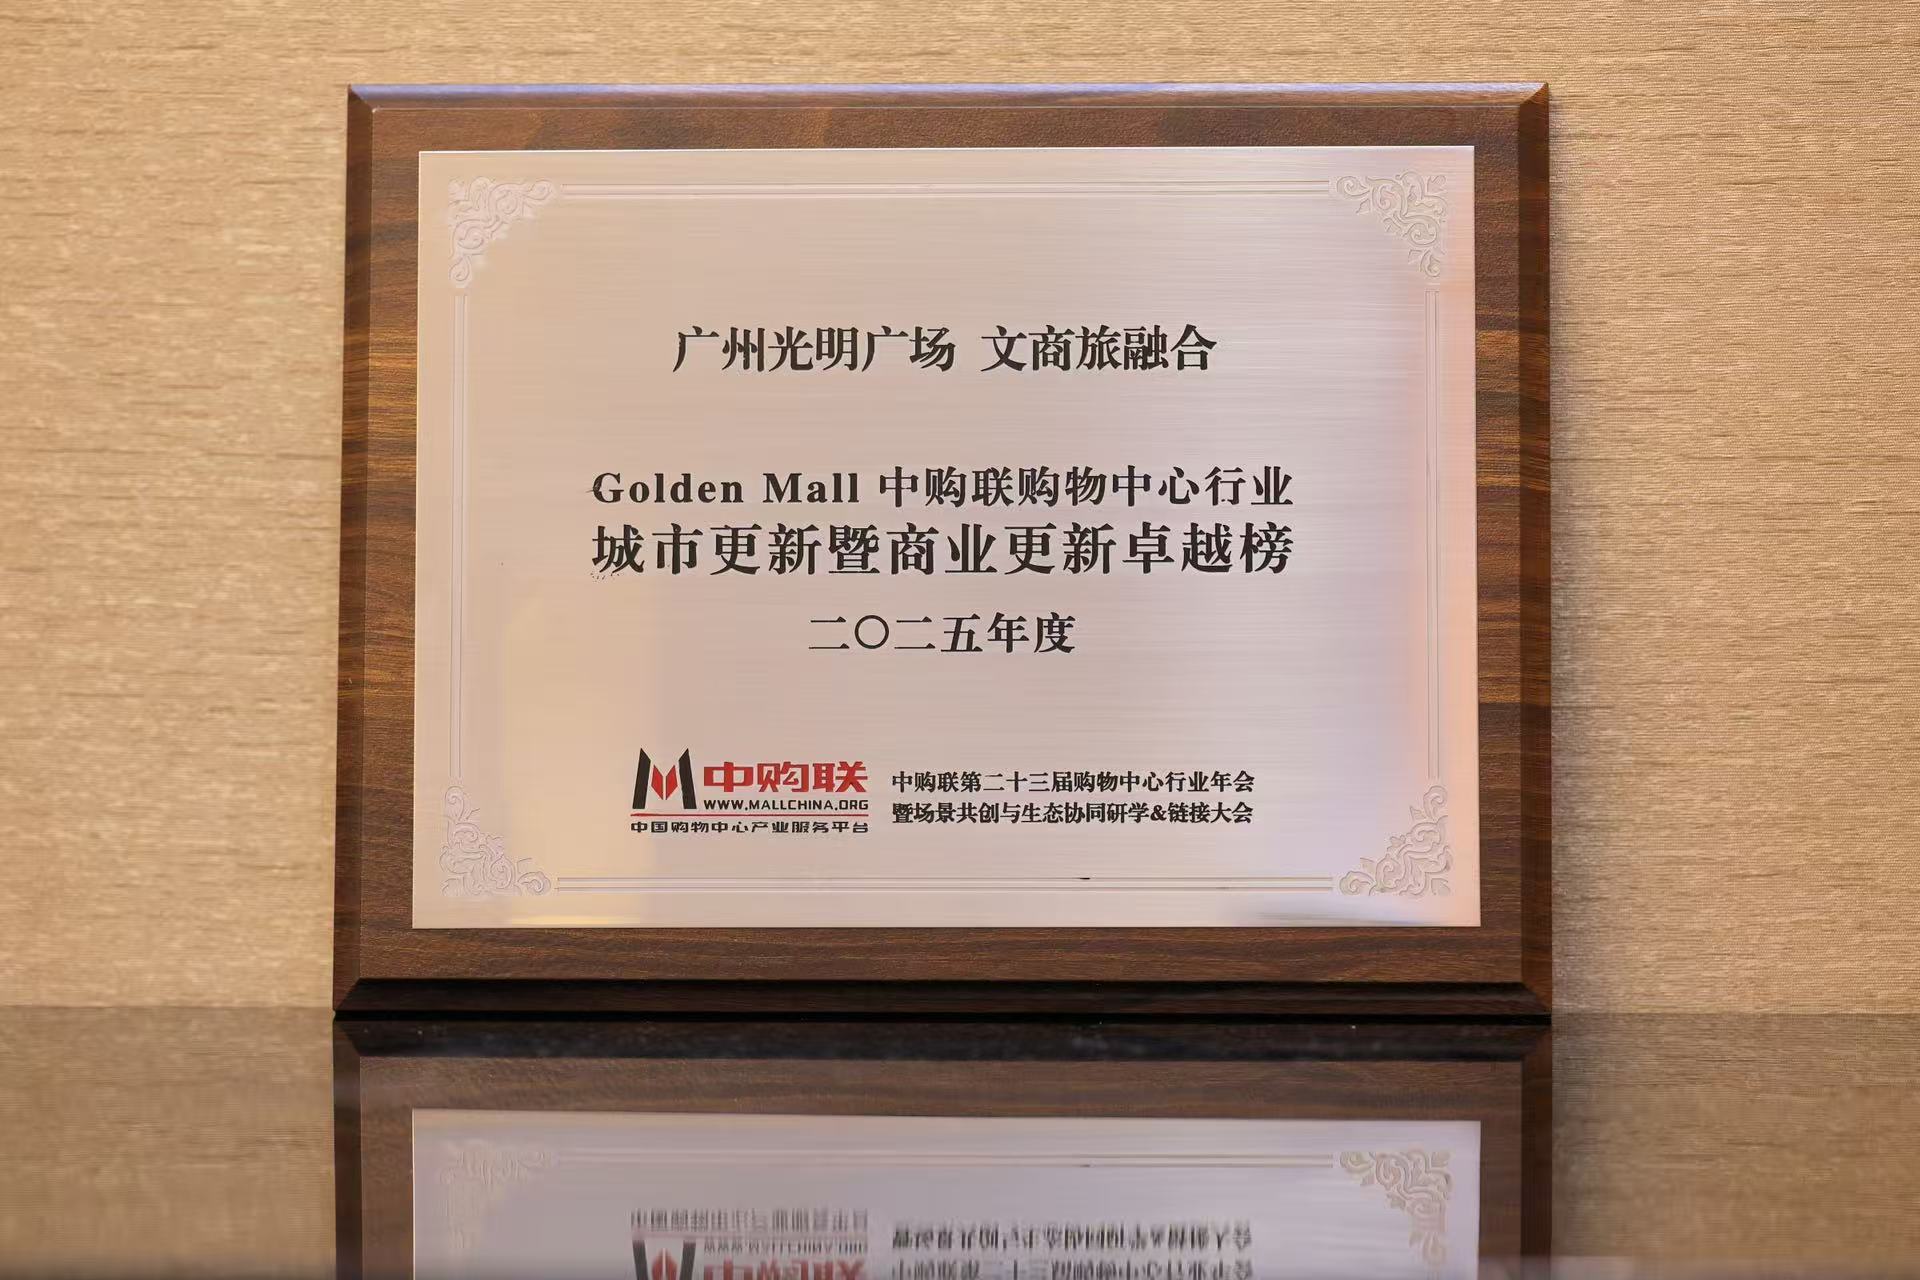 广州光明广场 文商旅融合
Golden Mall 中购联购物中心行业
城市更新暨商业更新卓越榜
二〇二五年度
中购联
WWW.MALLCHINA.ORG
中国购物中心产业服务平台
中购联第二十三届购物中心行业年会
暨场景共创与生态协同研学&链接大会